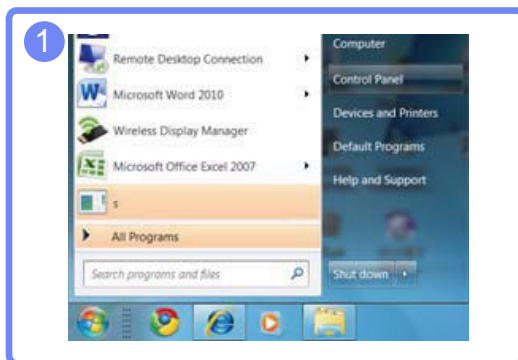 1
Remote Desktop Connection
Microsoft Word 2010
Wireless Display Manager
Microsoft Office Excel 2007
s
All Programs
Search programs and files
Computer
Control Panel
Devices and Printers
Default Programs
Help and Support
Shut down